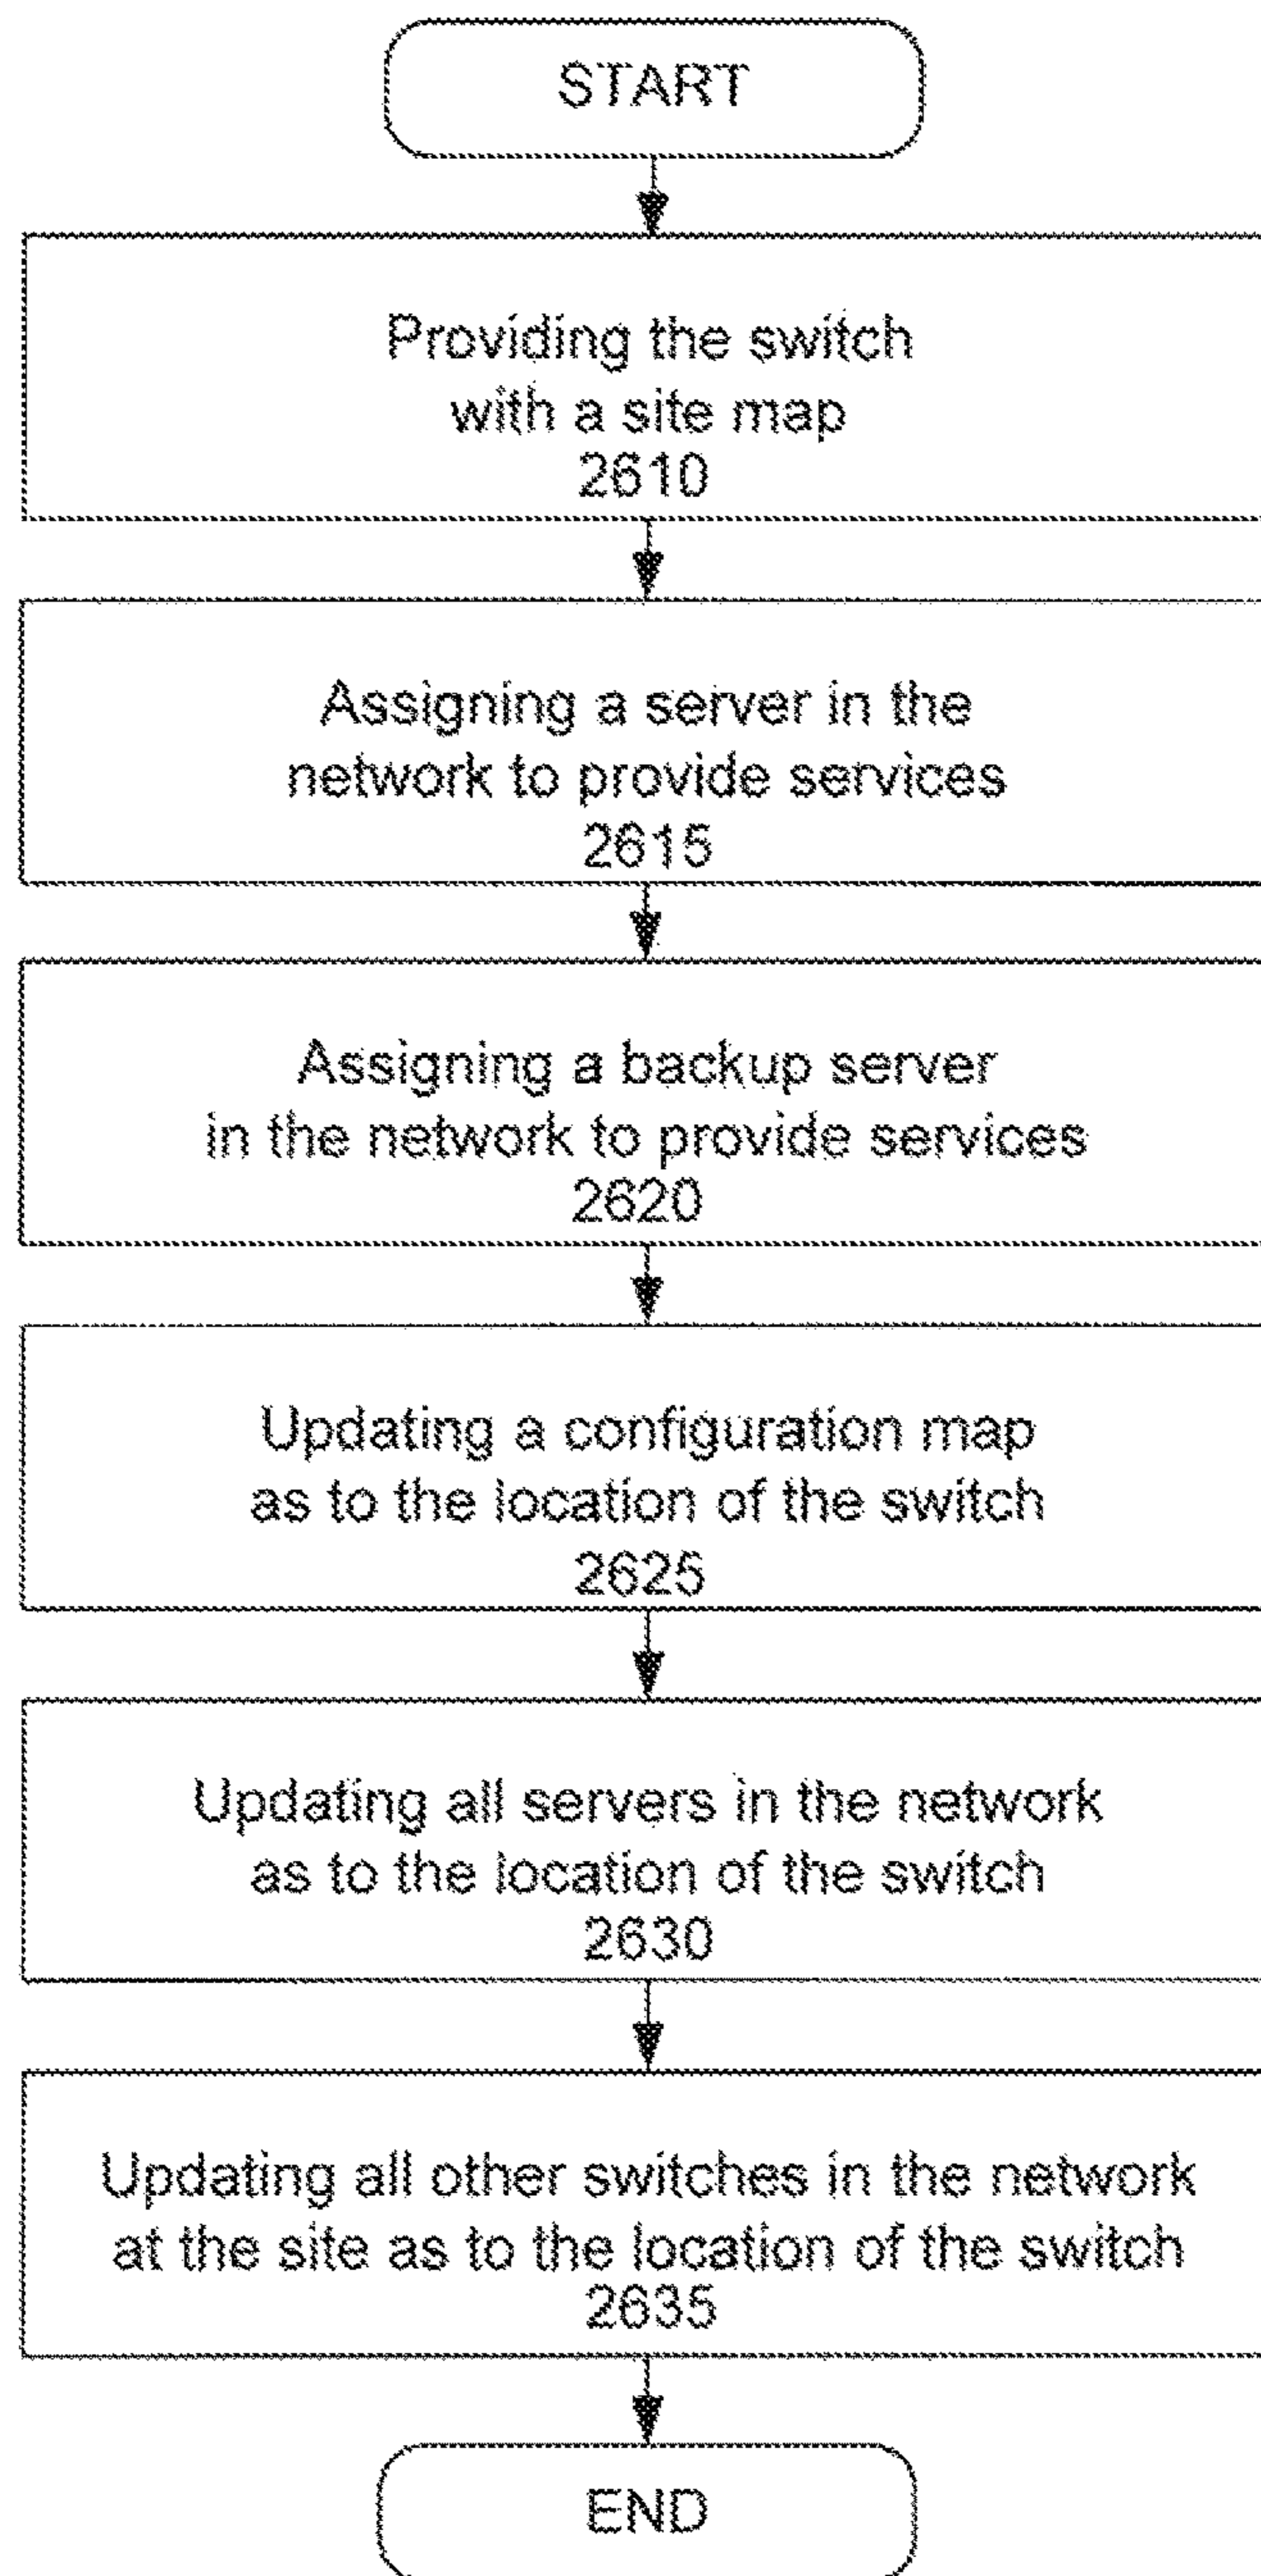 START
Providing the switch
with a site map
2610
Assigning a server in the
network to provide services
2615
Assigning a backup server
in the network to provide services
2620
Updating a configuration map
as to the location of the switch
2625
Updating all servers in the network
as to the location of the switch
2630
Updating all other switches in the network
at the site as to the location of the switch
2635
END